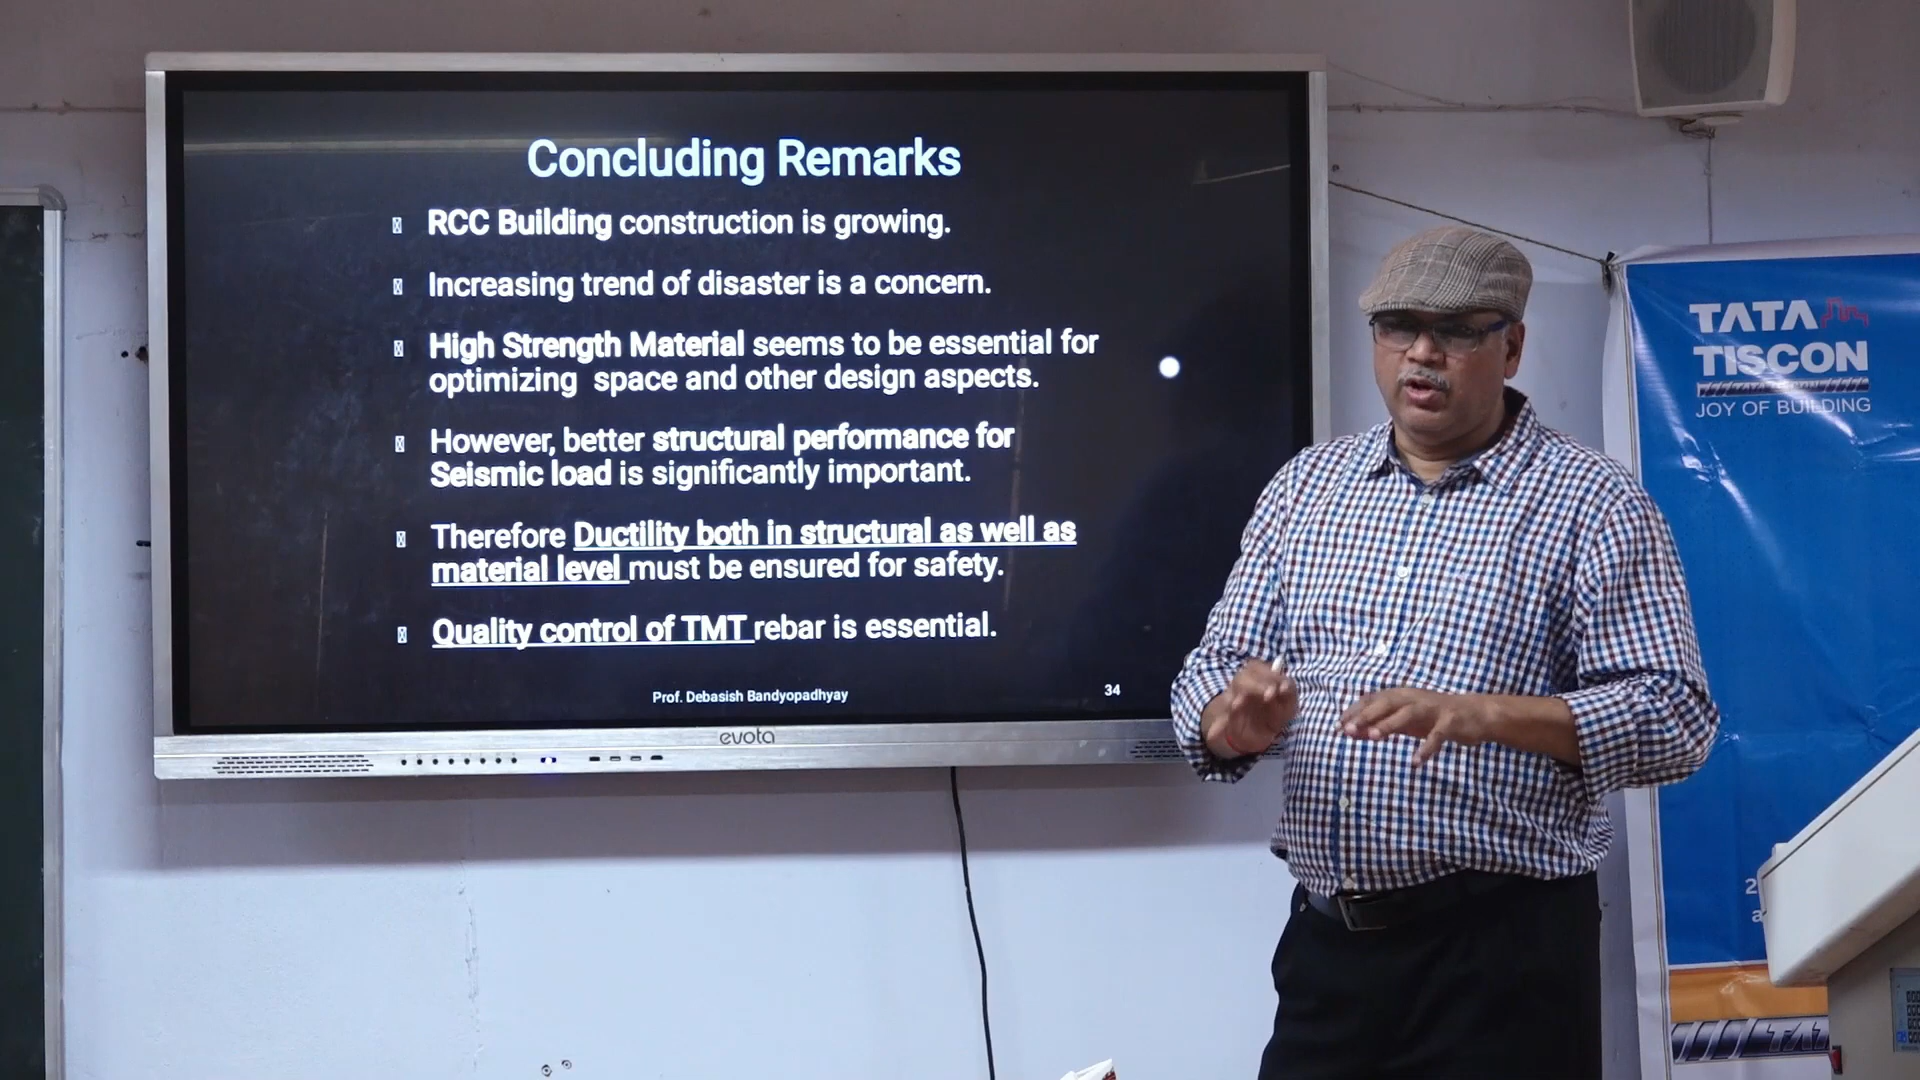 Concluding Remarks
RCC Building construction is growing.
Increasing trend of disaster is a concern.
High Strength Material seems to be essential for
optimizing space and other design aspects.
However, better structural performance for
Seismic load is significantly important.
Therefore Ductility both in structural as well as
material level must be ensured for safety.
Quality control of TMT rebar is essential.
Prof. Debasish Bandyopadhyay
34
evota
TATA
TISCON
JOY OF BUILDING